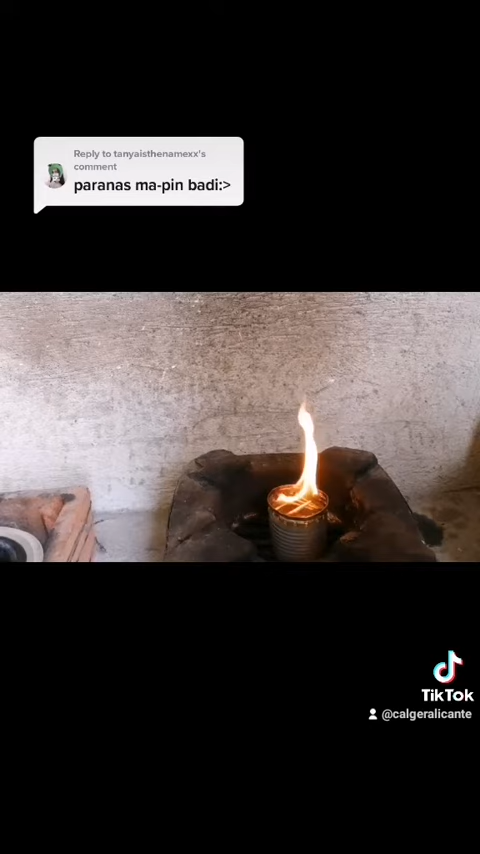 Reply to tanyaisthenamexx's
comment
paranas ma-pin badi:>
TikTok
@calgeralicante